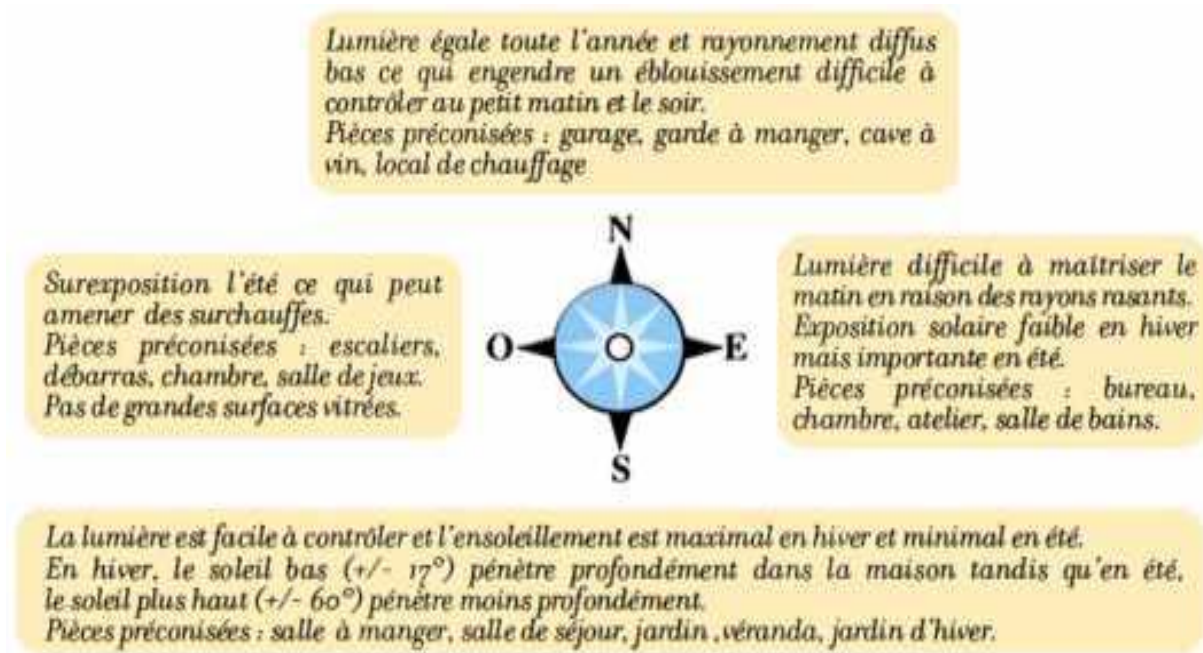 Lumière égale toute l'année et rayonnement diffus
bas ce qui engendre un éblouissement difficile à
contrôler au petit matin et le soir.
Pièces préconisées : garage, garde à manger, cave à
vin, local de chauffage
N
Surexposition l'été ce qui peut
amener des surchauffes.
Pièces préconisées : escaliers,
débarras, chambre, salle de jeux.
Pas de grandes surfaces vitrées.
O
E
Lumière difficile à maîtriser le
matin en raison des rayons rasants.
Exposition solaire faible en hiver
mais importante en été.
Pièces préconisées : bureau,
chambre, atelier, salle de bains.
S
La lumière est facile à contrôler et l'ensoleillement est maximal en hiver et minimal en été.
En hiver, le soleil bas (+/- 17°) pénètre profondément dans la maison tandis qu'en été,
le soleil plus haut (+/- 60°) pénètre moins profondément.
Pièces préconisées : salle à manger, salle de séjour, jardin ,véranda, jardin d'hiver.